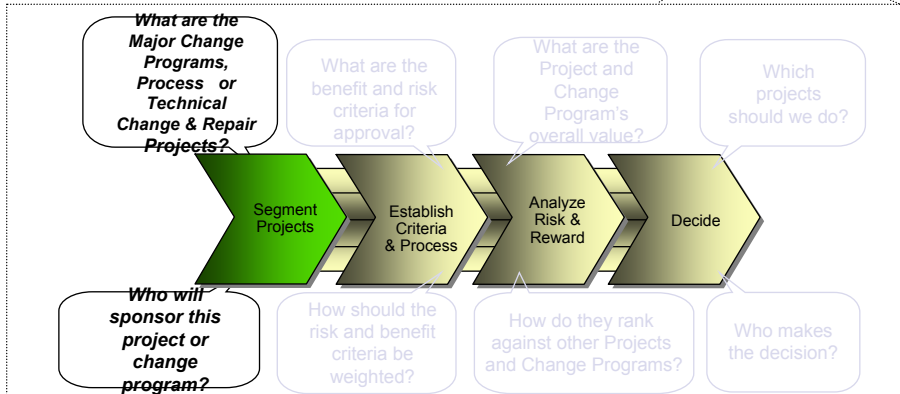 What are the
Major Change
Programs,
Process or
Technical
Change & Repair
Projects?
What are the
benefit and risk
criteria for
approval?
What are the
Project and
Change
Program's
overall value?
Which
projects
should we do?
Segment
Projects
Establish
Criteria
& Process
Analyze
Risk &
Reward
Decide
Who will
sponsor this
project or
change
program?
How should the
risk and benefit
criteria be
weighted?
How do they rank
against other Projects
and Change Programs?
Who makes
the decision?